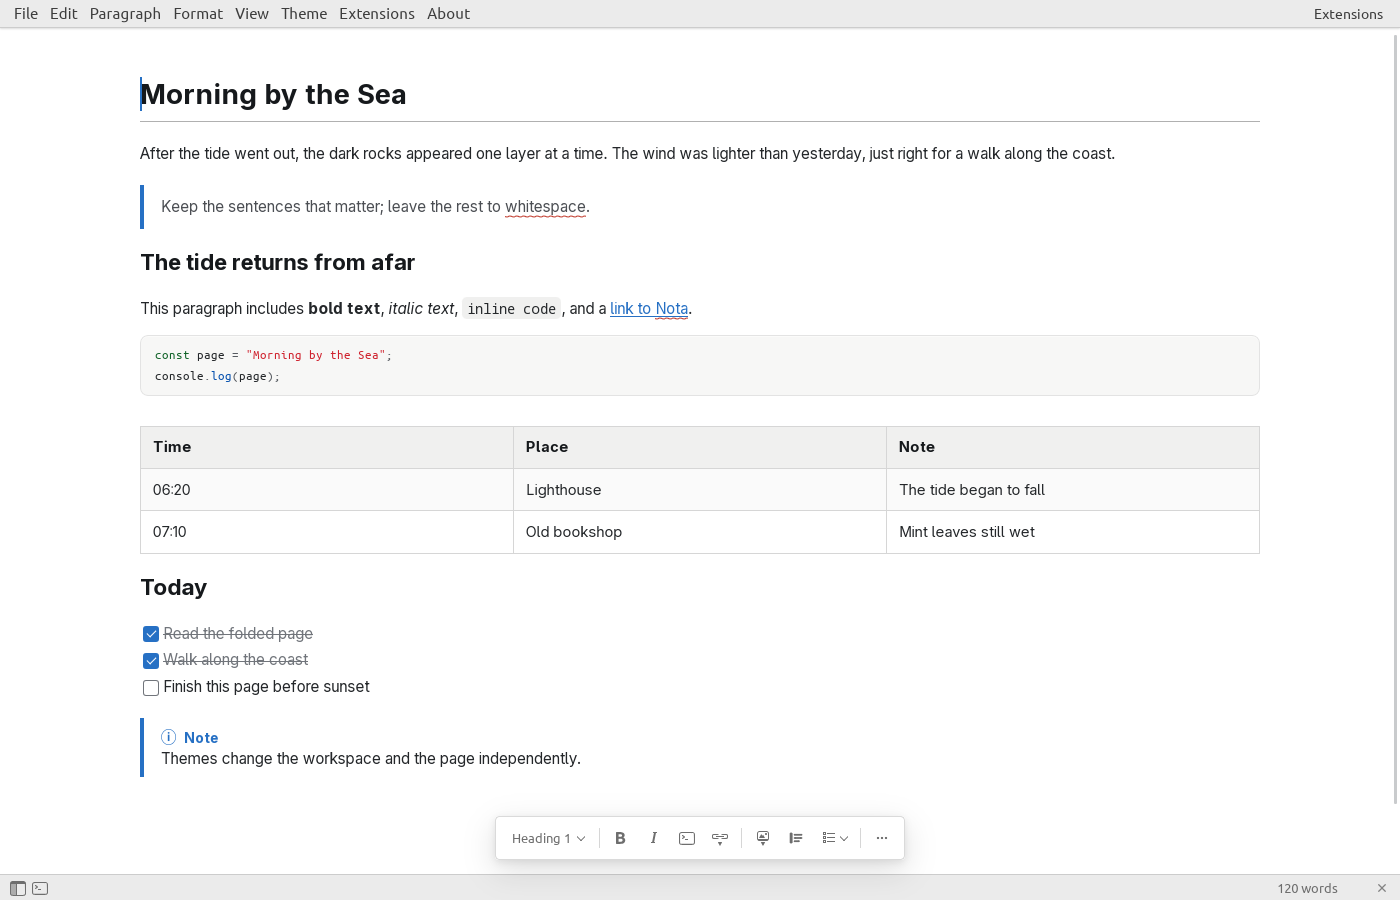 File Edit Paragraph Format View Theme Extensions About Extensions
Morning by the Sea
After the tide went out, the dark rocks appeared one layer at a time. The wind was lighter than yesterday, just right for a walk along the coast.
Keep the sentences that matter; leave the rest to whitespace.
The tide returns from afar
This paragraph includes bold text, italic text, inline code, and a link to Nota.
const page = "Morning by the Sea";
console.log(page);
Time Place Note
06:20 Lighthouse The tide began to fall
07:10 Old bookshop Mint leaves still wet
Today
Read the folded page
Walk along the coast
Finish this page before sunset
Note
Themes change the workspace and the page independently.
Heading 1 B I
120 words